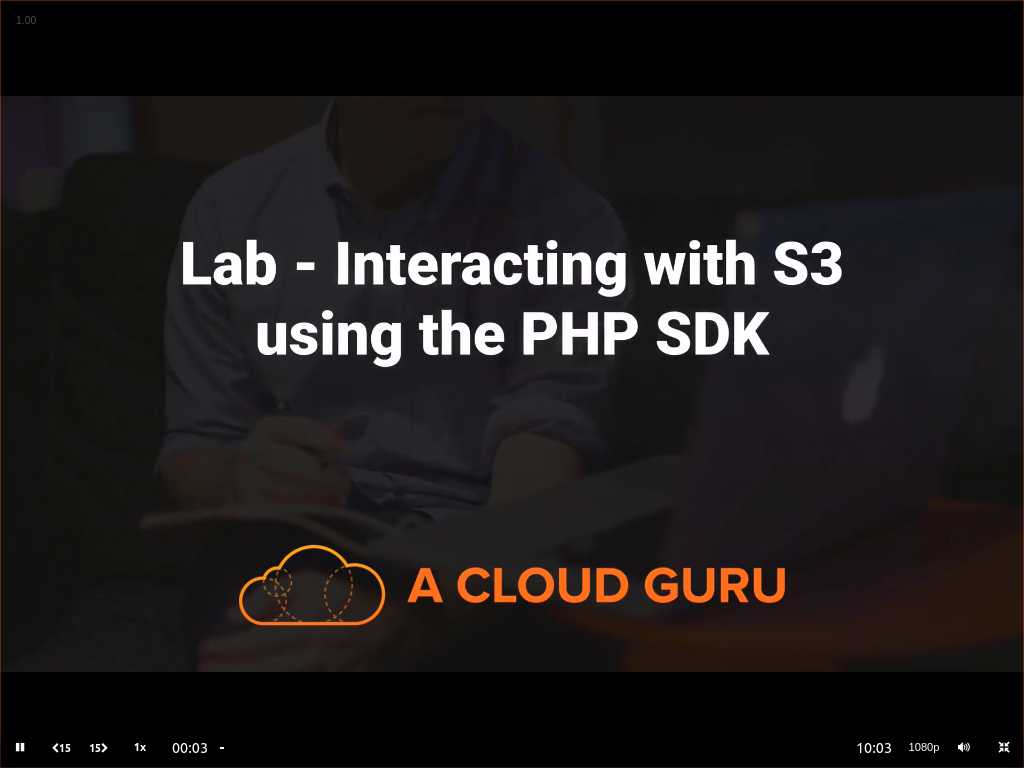 1.00
Lab - Interacting with S3
using the PHP SDK
A CLOUD GURU
15 15 1x 00:03 - 10:03 1080p